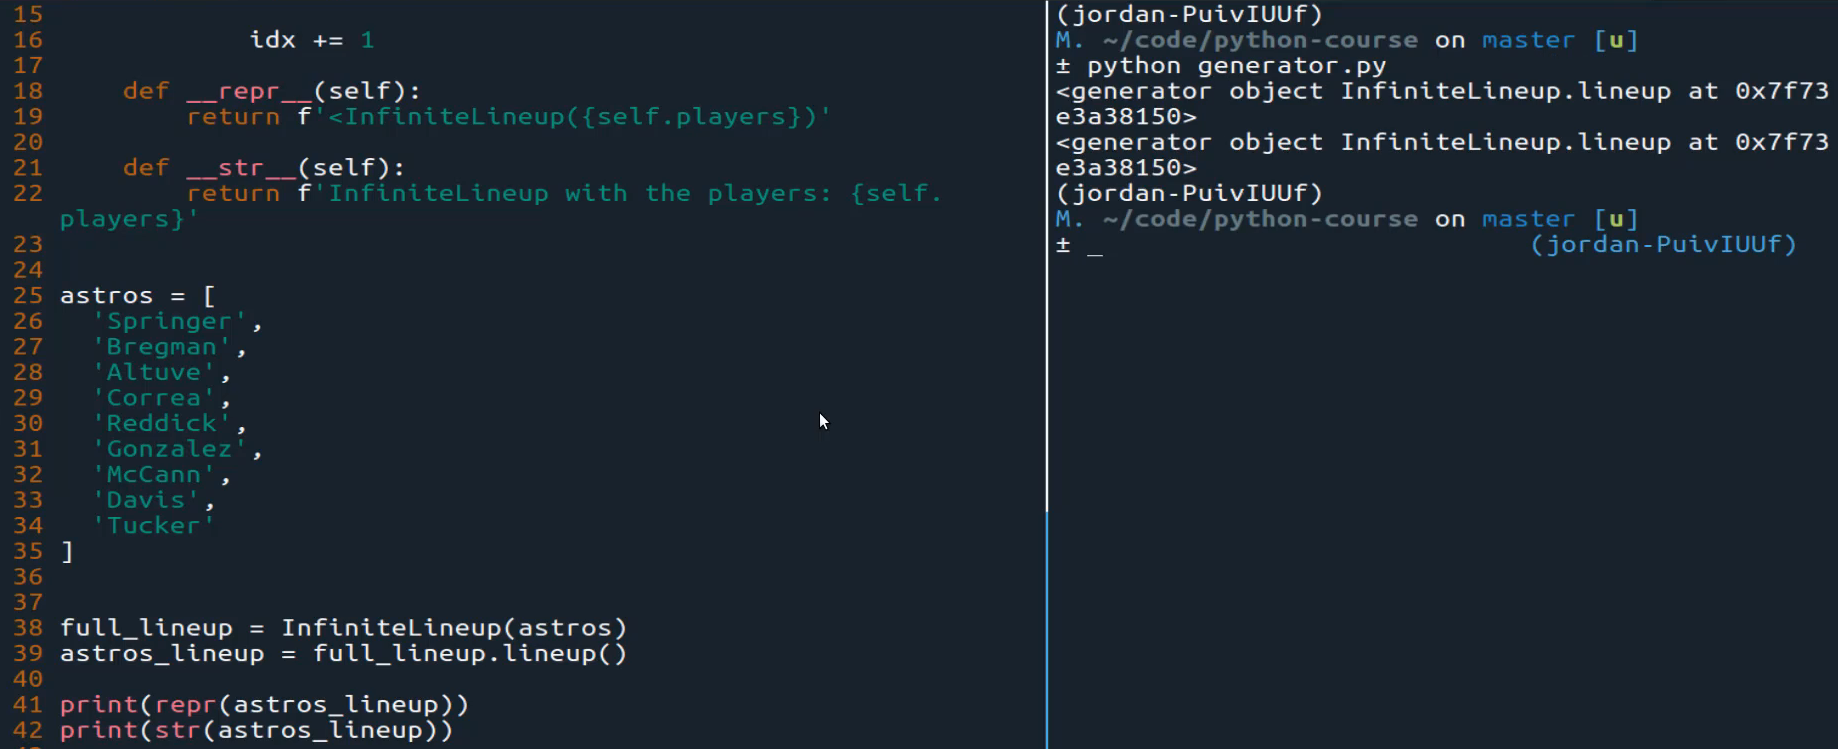 15
16 idx += 1
17
18 def __repr__(self):
19 return f'<InfiniteLineup({self.players})'
20
21 def __str__(self):
22 return f'InfiniteLineup with the players: {self.
players}'
23
24
25 astros = [
26 'Springer',
27 'Bregman',
28 'Altuve',
29 'Correa',
30 'Reddick',
31 'Gonzalez',
32 'McCann',
33 'Davis',
34 'Tucker'
35 ]
36
37
38 full_lineup = InfiniteLineup(astros)
39 astros_lineup = full_lineup.lineup()
40
41 print(repr(astros_lineup))
42 print(str(astros_lineup))
(jordan-PuivIUUf)
M. ~/code/python-course on master [u]
± python generator.py
<generator object InfiniteLineup.lineup at 0x7f73
e3a38150>
<generator object InfiniteLineup.lineup at 0x7f73
e3a38150>
(jordan-PuivIUUf)
M. ~/code/python-course on master [u]
± _ (jordan-PuivIUUf)